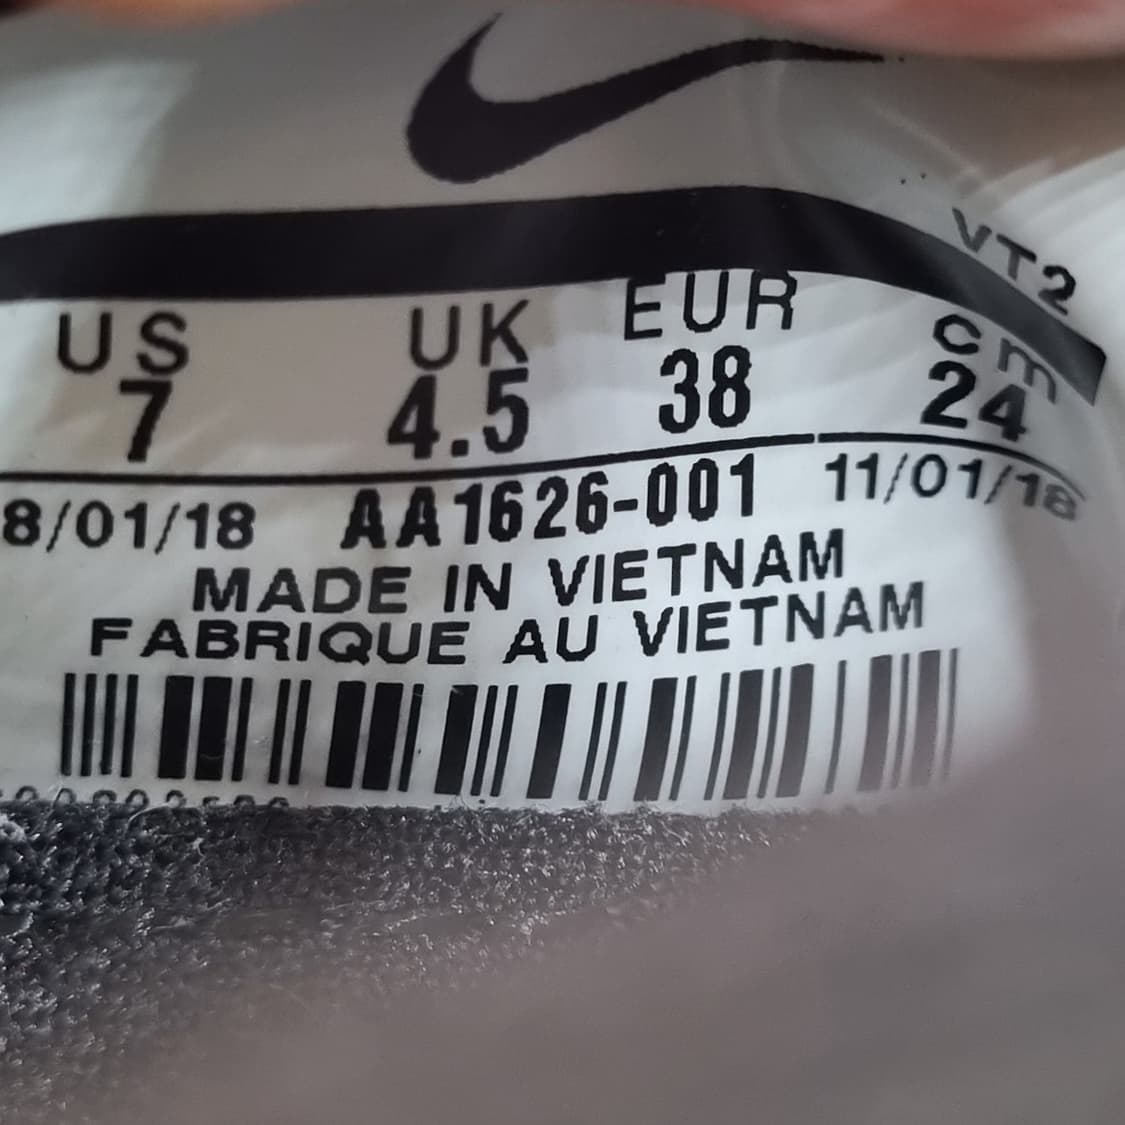 VT2
US UK EUR cm
7 4.5 38 24
8/01/18 AA1626-001 11/01/18
MADE IN VIETNAM
FABRIQUE AU VIETNAM